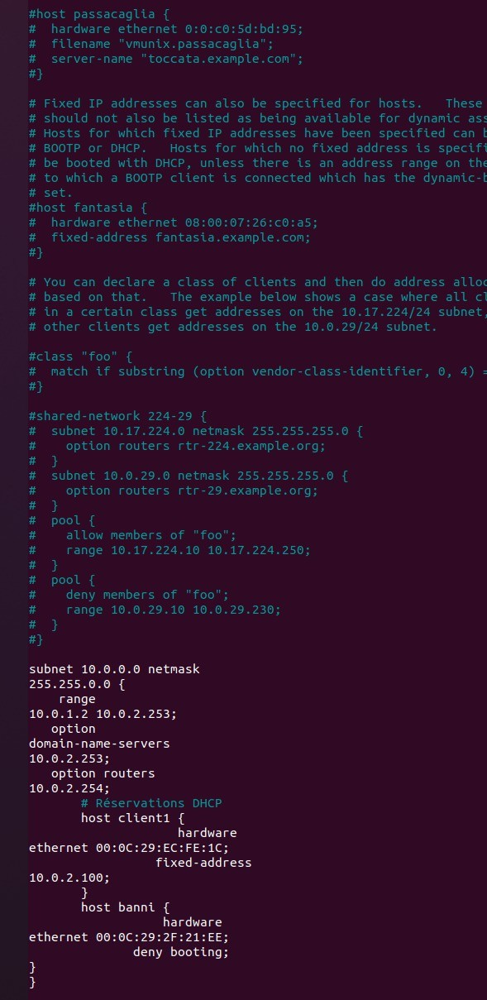 #host passacaglia {
#  hardware ethernet 0:0:c0:5d:bd:95;
#  filename "vmunix.passacaglia";
#  server-name "toccata.example.com";
#}

# Fixed IP addresses can also be specified for hosts.   These
# should not also be listed as being available for dynamic ass
# Hosts for which fixed IP addresses have been specified can b
# BOOTP or DHCP.   Hosts for which no fixed address is specifi
# be booted with DHCP, unless there is an address range on the
# to which a BOOTP client is connected which has the dynamic-b
# set.
#host fantasia {
#  hardware ethernet 08:00:07:26:c0:a5;
#  fixed-address fantasia.example.com;
#}

# You can declare a class of clients and then do address alloc
# based on that.   The example below shows a case where all cl
# in a certain class get addresses on the 10.17.224/24 subnet,
# other clients get addresses on the 10.0.29/24 subnet.

#class "foo" {
#  match if substring (option vendor-class-identifier, 0, 4) =
#}

#shared-network 224-29 {
#  subnet 10.17.224.0 netmask 255.255.255.0 {
#    option routers rtr-224.example.org;
#  }
#  subnet 10.0.29.0 netmask 255.255.255.0 {
#    option routers rtr-29.example.org;
#  }
#  pool {
#    allow members of "foo";
#    range 10.17.224.10 10.17.224.250;
#  }
#  pool {
#    deny members of "foo";
#    range 10.0.29.10 10.0.29.230;
#  }
#}

subnet 10.0.0.0 netmask
255.255.0.0 {
    range
10.0.1.2 10.0.2.253;
   option
domain-name-servers
10.0.2.253;
   option routers
10.0.2.254;
       # Réservations DHCP
       host client1 {
                    hardware
ethernet 00:0C:29:EC:FE:1C;
                 fixed-address
10.0.2.100;
       }
       host banni {
                  hardware
ethernet 00:0C:29:2F:21:EE;
              deny booting;
}
}